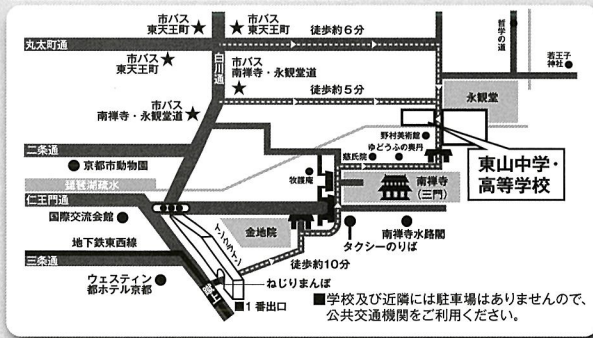 市バス
東天王町
市バス
東天王町
徒歩約6分
丸太町通
市バス
東天王町
白川通
市バス
南禅寺・永観堂道
徒歩約5分
哲学の道
若王子
神社
永観堂
市バス
南禅寺・永観堂道
野村美術館
ゆどうふの奥丹
慈氏院
東山中学・
高等学校
二条通
京都市動物園
牧護庵
琵琶湖疏水
南禅寺
(三門)
仁王門通
国際交流会館
金地院
トンネル
タクシーのりば
南禅寺水路閣
地下鉄東西線
三条通
徒歩約10分
ねじりまんぽ
ウェスティン
都ホテル京都
蹴上
■1番出口
■学校及び近隣には駐車場はありませんので、
公共交通機関をご利用ください。